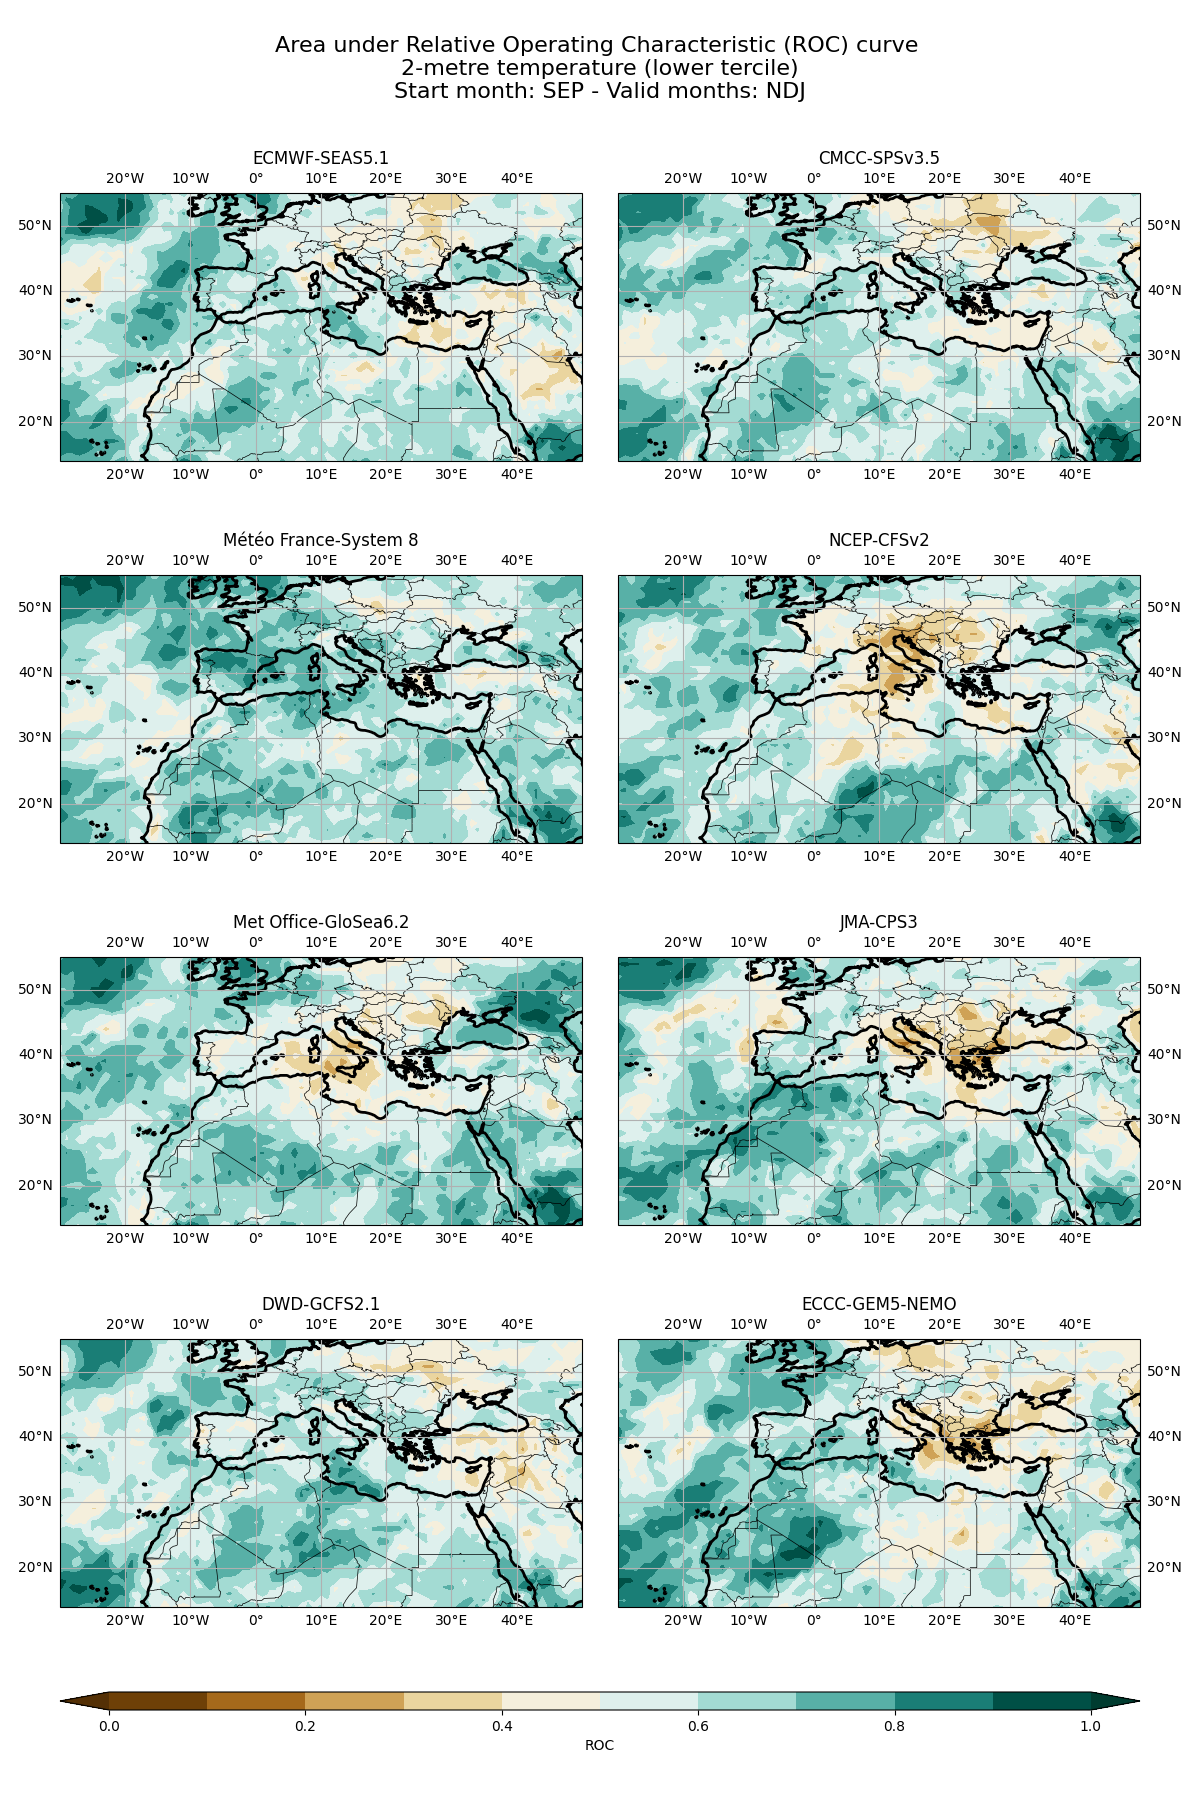 Area under Relative Operating Characteristic (ROC) curve
2-metre temperature (lower tercile)
Start month: SEP - Valid months: NDJ
ECMWF-SEAS5.1
20°W 10°W 0° 10°E 20°E 30°E 40°E
50°N
40°N
30°N
20°N
20°W 10°W 0° 10°E 20°E 30°E 40°E
CMCC-SPSv3.5
20°W 10°W 0° 10°E 20°E 30°E 40°E
50°N
40°N
30°N
20°N
20°W 10°W 0° 10°E 20°E 30°E 40°E
Météo France-System 8
20°W 10°W 0° 10°E 20°E 30°E 40°E
50°N
40°N
30°N
20°N
20°W 10°W 0° 10°E 20°E 30°E 40°E
NCEP-CFSv2
20°W 10°W 0° 10°E 20°E 30°E 40°E
50°N
40°N
30°N
20°N
20°W 10°W 0° 10°E 20°E 30°E 40°E
Met Office-GloSea6.2
20°W 10°W 0° 10°E 20°E 30°E 40°E
50°N
40°N
30°N
20°N
20°W 10°W 0° 10°E 20°E 30°E 40°E
JMA-CPS3
20°W 10°W 0° 10°E 20°E 30°E 40°E
50°N
40°N
30°N
20°N
20°W 10°W 0° 10°E 20°E 30°E 40°E
DWD-GCFS2.1
20°W 10°W 0° 10°E 20°E 30°E 40°E
50°N
40°N
30°N
20°N
20°W 10°W 0° 10°E 20°E 30°E 40°E
ECCC-GEM5-NEMO
20°W 10°W 0° 10°E 20°E 30°E 40°E
50°N
40°N
30°N
20°N
20°W 10°W 0° 10°E 20°E 30°E 40°E
0.0 0.2 0.4 0.6 0.8 1.0
ROC